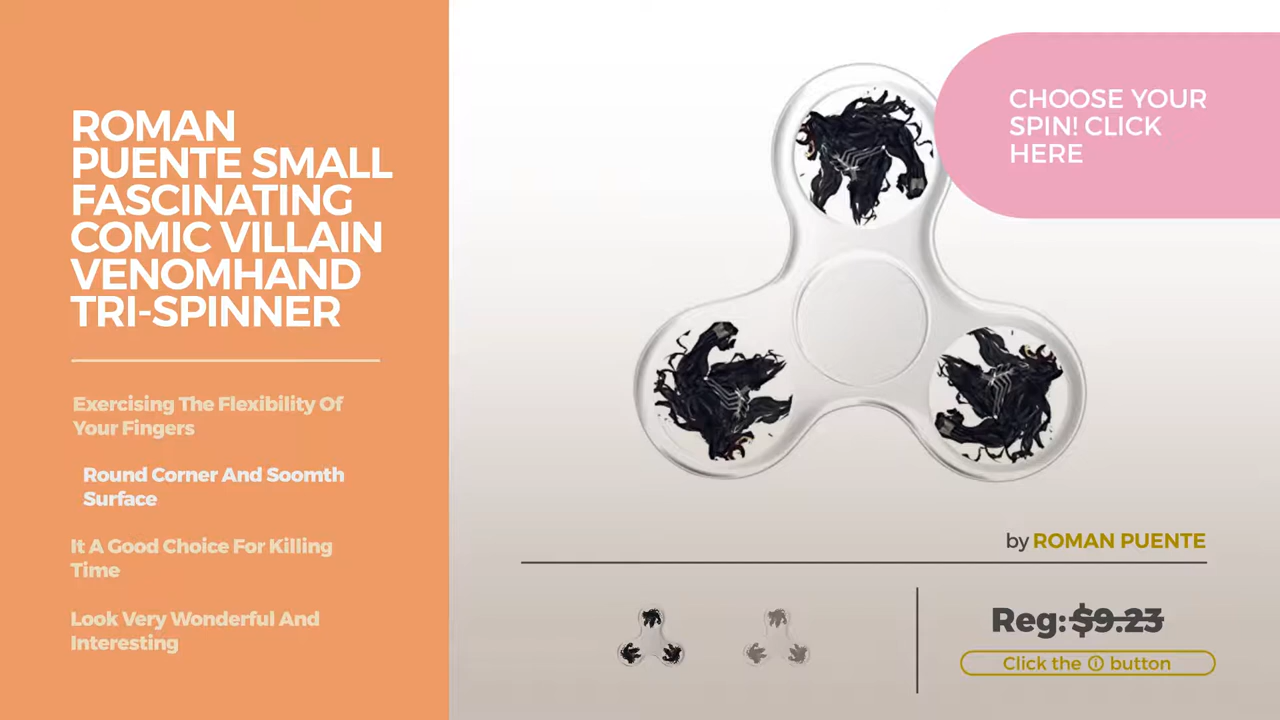 ROMAN
PUENTE SMALL
FASCINATING
COMIC VILLAIN
VENOMHAND
TRI-SPINNER
Exercising The Flexibility Of
Your Fingers
Round Corner And Soomth
Surface
It A Good Choice For Killing
Time
Look Very Wonderful And
Interesting
CHOOSE YOUR
SPIN! CLICK
HERE
by ROMAN PUENTE
Reg: $9.23
Click the ⓘ button